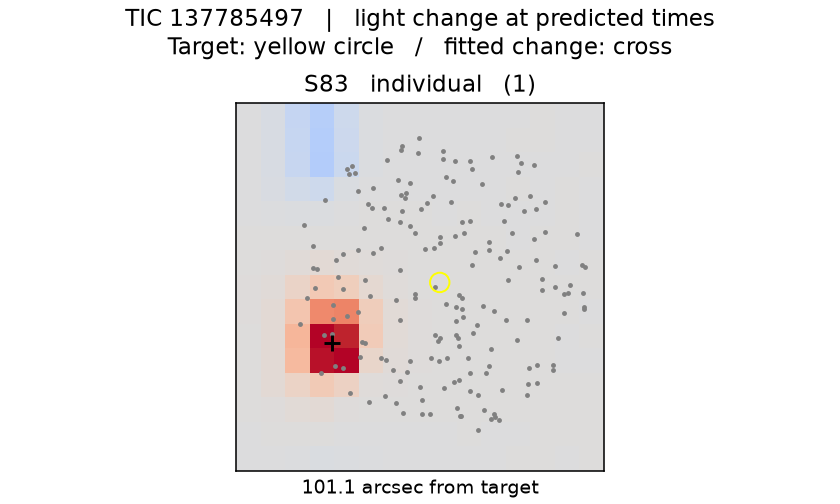 TIC 137785497 | light change at predicted times
Target: yellow circle / fitted change: cross
S83 individual (1)
101.1 arcsec from target